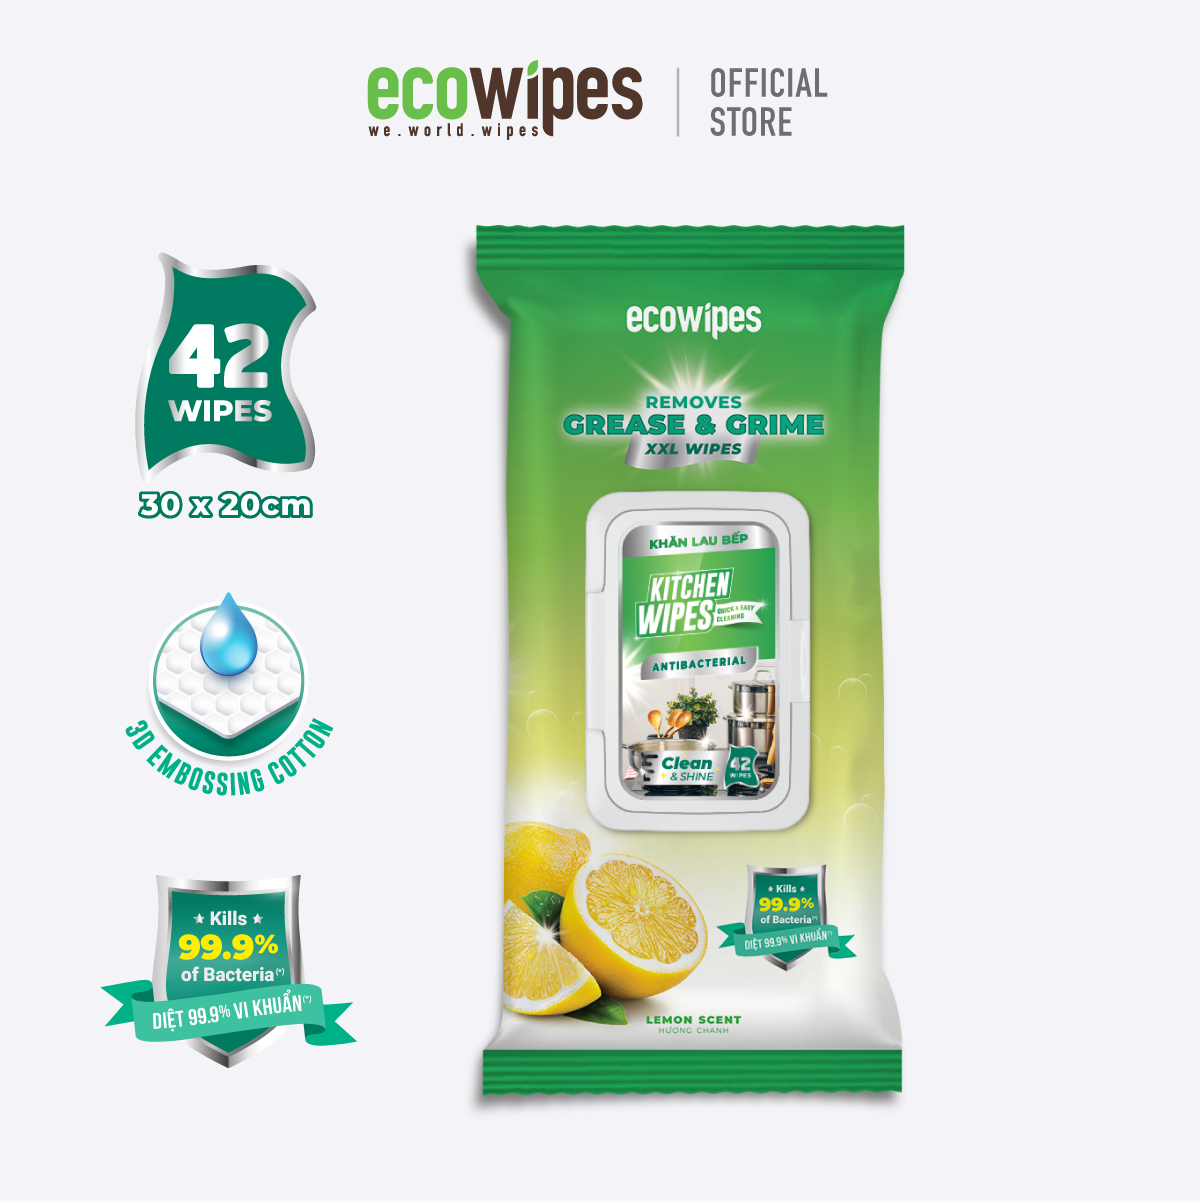 ecowipes
we.world.wipes
OFFICIAL
STORE
42
WIPES
30 x 20cm
3D EMBOSSING COTTON
★ Kills ★
99.9%
of Bacteria(*)
DIỆT 99.9% VI KHUẨN(*)
ecowipes
REMOVES
GREASE & GRIME
XXL WIPES
KHĂN LAU BẾP
KITCHEN
WIPES
QUICK & EASY
CLEANING
ANTIBACTERIAL
Clean
& SHINE
42
WIPES
★ Kills ★
99.9%
of Bacteria(*)
DIỆT 99.9% VI KHUẨN(*)
LEMON SCENT
HƯƠNG CHANH